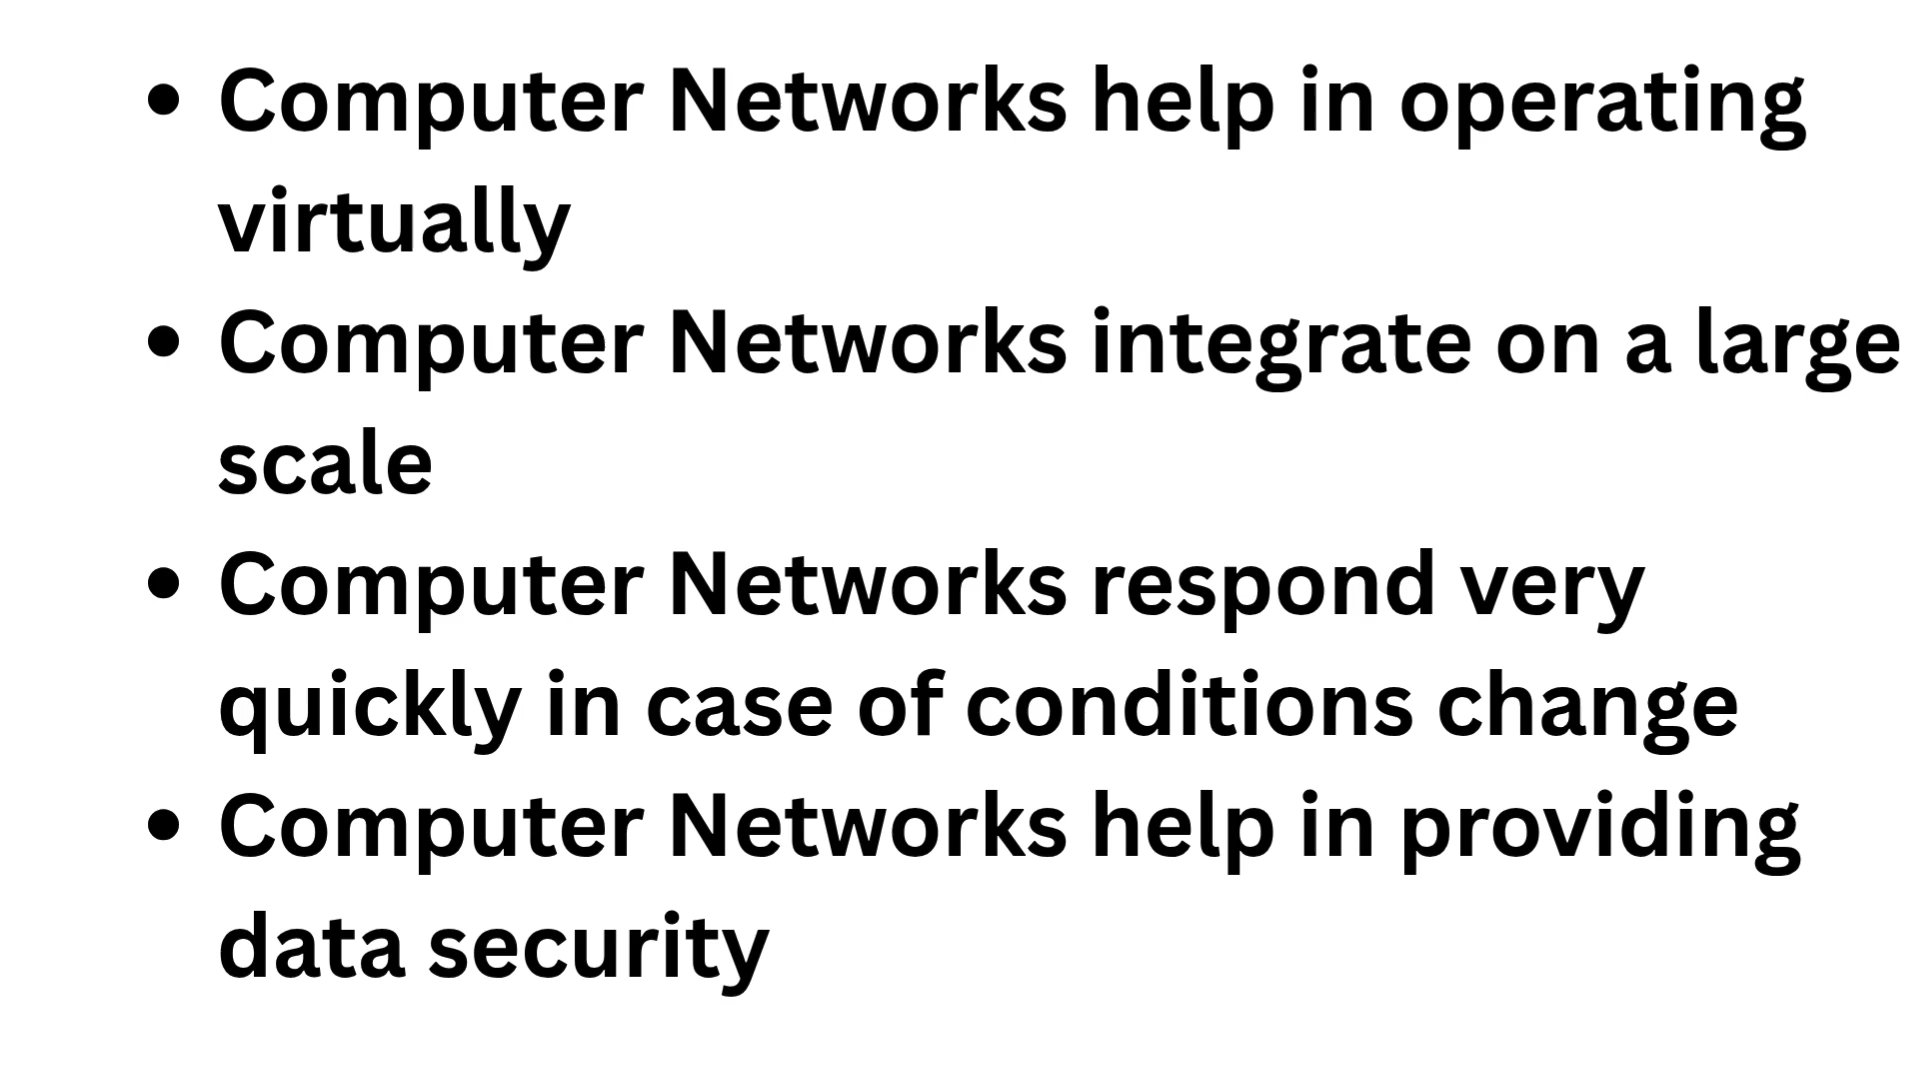 • Computer Networks help in operating
virtually
• Computer Networks integrate on a large
scale
• Computer Networks respond very
quickly in case of conditions change
• Computer Networks help in providing
data security